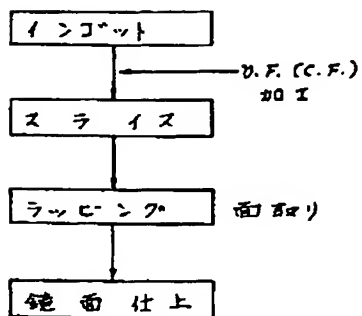 インゴット
O.F. (C.F.)
加工
スライス
ラッピング 面取り
鏡面仕上